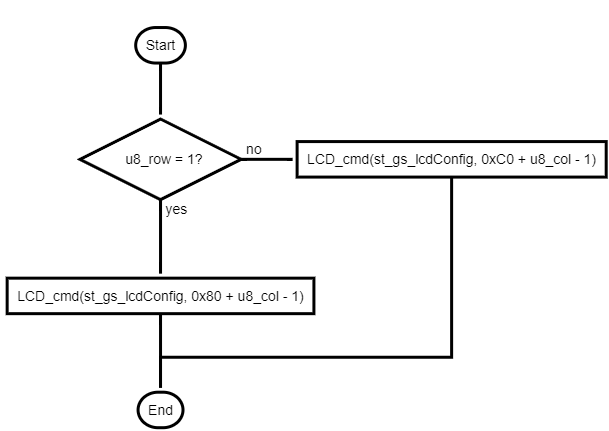 Start
u8_row = 1?
no
LCD_cmd(st_gs_lcdConfig, 0xC0 + u8_col - 1)
yes
LCD_cmd(st_gs_lcdConfig, 0x80 + u8_col - 1)
End